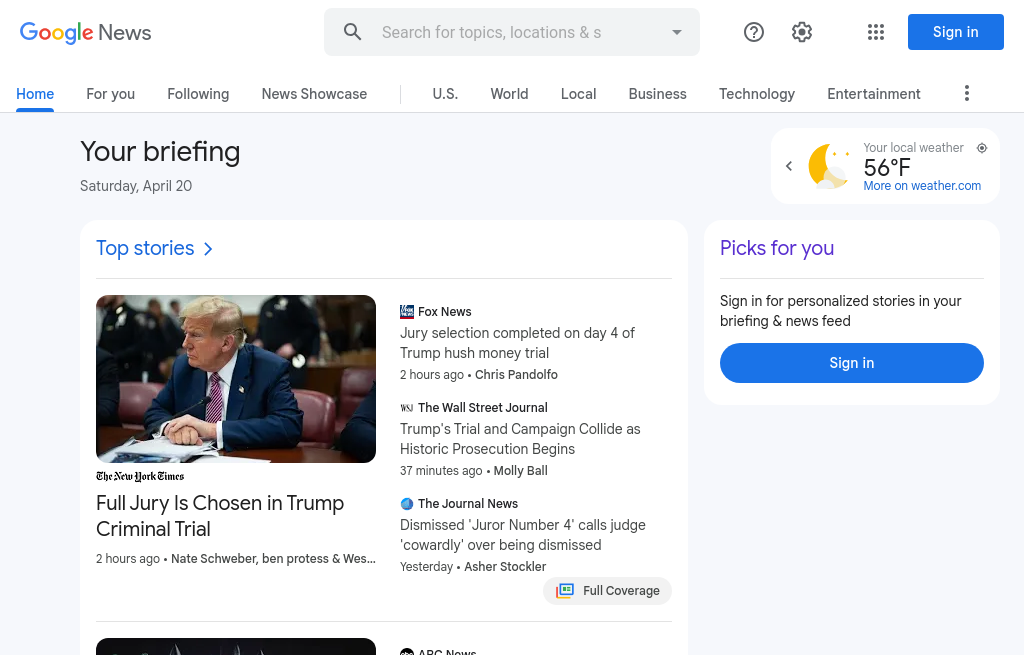 Google News
Search for topics, locations & s
Sign in
Home
For you
Following
News Showcase
U.S.
World
Local
Business
Technology
Entertainment
Your briefing
Saturday, April 20
Your local weather
56°F
More on weather.com
Top stories
The New York Times
Full Jury Is Chosen in Trump
Criminal Trial
2 hours ago • Nate Schweber, ben protess & Wes...
Fox News
Jury selection completed on day 4 of
Trump hush money trial
2 hours ago • Chris Pandolfo
WSJ The Wall Street Journal
Trump's Trial and Campaign Collide as
Historic Prosecution Begins
37 minutes ago • Molly Ball
The Journal News
Dismissed 'Juror Number 4' calls judge
'cowardly' over being dismissed
Yesterday • Asher Stockler
Full Coverage
ABC News
Picks for you
Sign in for personalized stories in your
briefing & news feed
Sign in